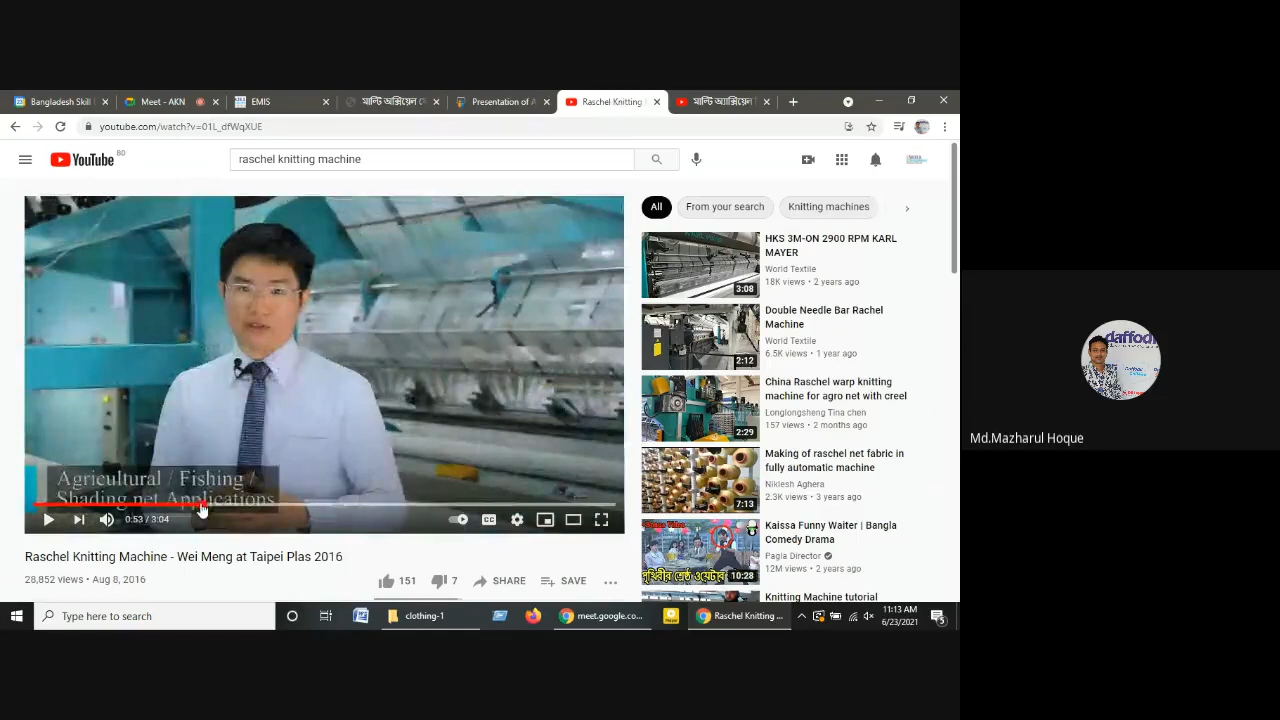 Bangladesh Skill
Meet - AKN
EMIS
মাল্টি অক্সিয়েল
Presentation of A
Raschel Knitting
মাল্টি অ্যাক্সিয়েল
youtube.com/watch?v=01L_dfWqXUE
YouTube BD
raschel knitting machine
All
From your search
Knitting machines
HKS 3M-ON 2900 RPM KARL
MAYER
World Textile
18K views • 2 years ago
3:08
Double Needle Bar Rachel
Machine
World Textile
6.5K views • 1 year ago
2:12
China Raschel warp knitting
machine for agro net with creel
Longlongsheng Tina chen
157 views • 2 months ago
2:29
Making of raschel net fabric in
fully automatic machine
Niklesh Aghera
2.3K views • 3 years ago
7:13
Kaissa Funny Waiter | Bangla
Comedy Drama
Pagla Director
12M views • 2 years ago
10:28
পৃথিবীর শ্রেষ্ঠ ওয়েটার
Knitting Machine tutorial
Agricultural / Fishing /
Shading net Applications
0:53 / 3:04
CC
Raschel Knitting Machine - Wei Meng at Taipei Plas 2016
28,852 views • Aug 8, 2016
151
7
SHARE
SAVE
daffodi
Md.Mazharul Hoque
Type here to search
clothing-1
meet.google.co...
Raschel Knitting ...
11:13 AM
6/23/2021
5